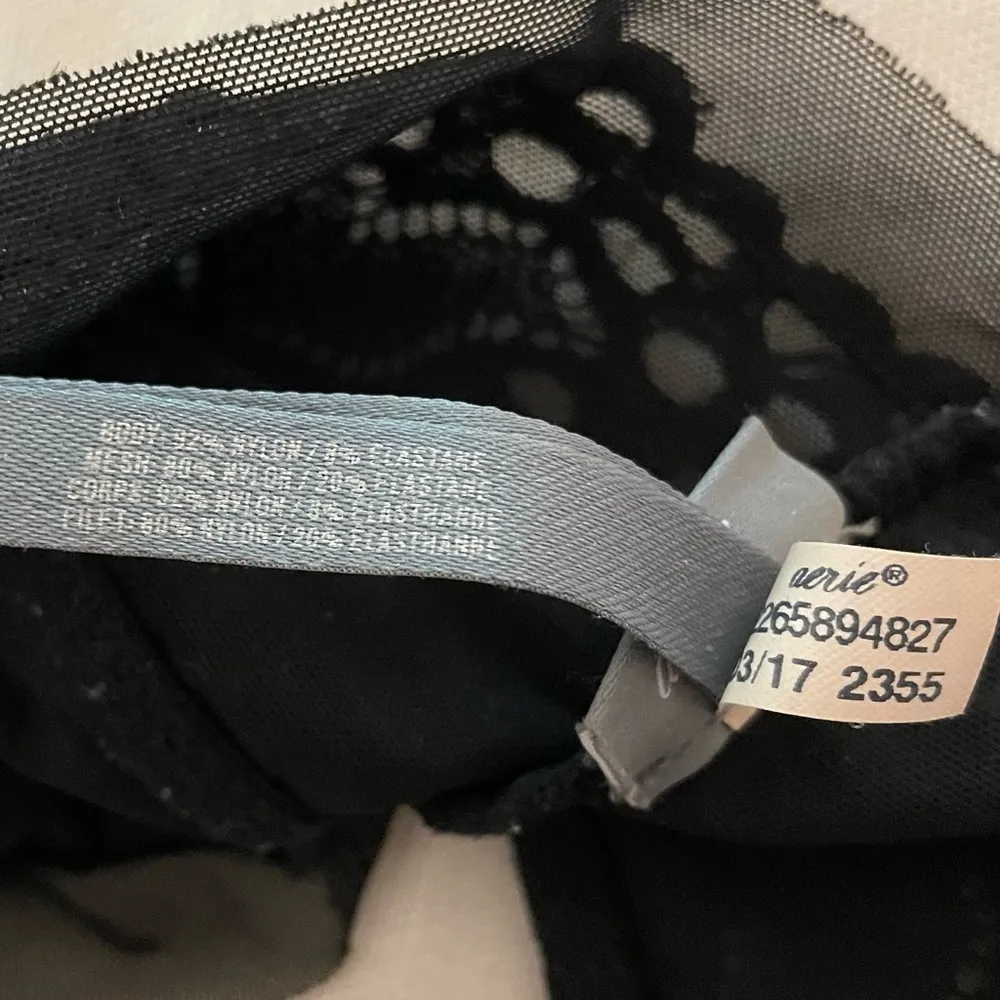 BODY: 92% NYLON / 8% ELASTANE
MESH: 80% NYLON / 20% ELASTANE
CORPS: 92% NYLON / 8% ELASTHANNE
FILET: 80% NYLON / 20% ELASTHANNE
aerie®
265894827
3/17 2355